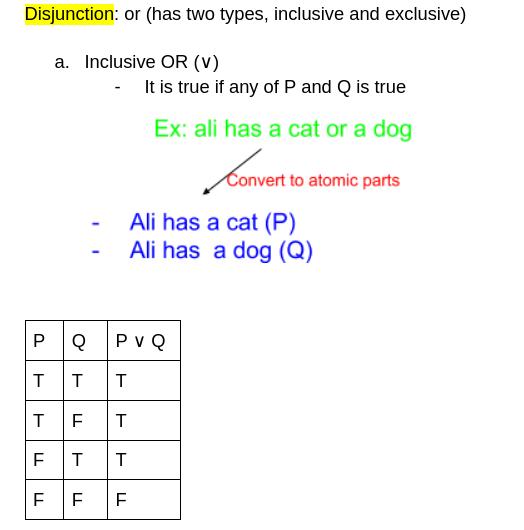 Disjunction: or (has two types, inclusive and exclusive)
a. Inclusive OR (∨)
- It is true if any of P and Q is true
Ex: ali has a cat or a dog
Convert to atomic parts
- Ali has a cat (P)
- Ali has a dog (Q)
P Q P ∨ Q
T T T
T F T
F T T
F F F